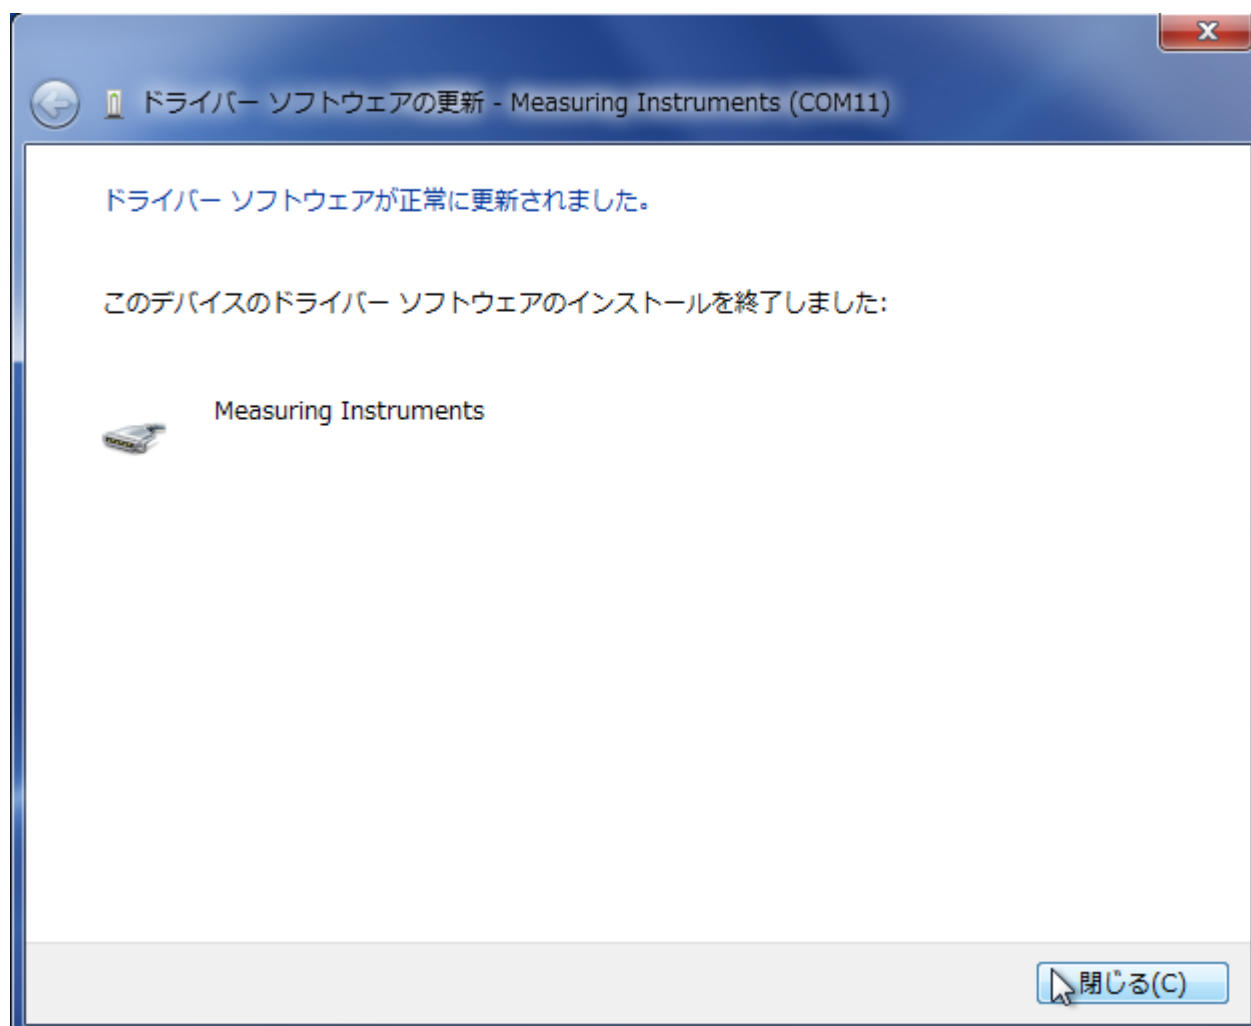 ドライバー ソフトウェアの更新 - Measuring Instruments (COM11)
ドライバー ソフトウェアが正常に更新されました。
このデバイスのドライバー ソフトウェアのインストールを終了しました:
Measuring Instruments
閉じる(C)